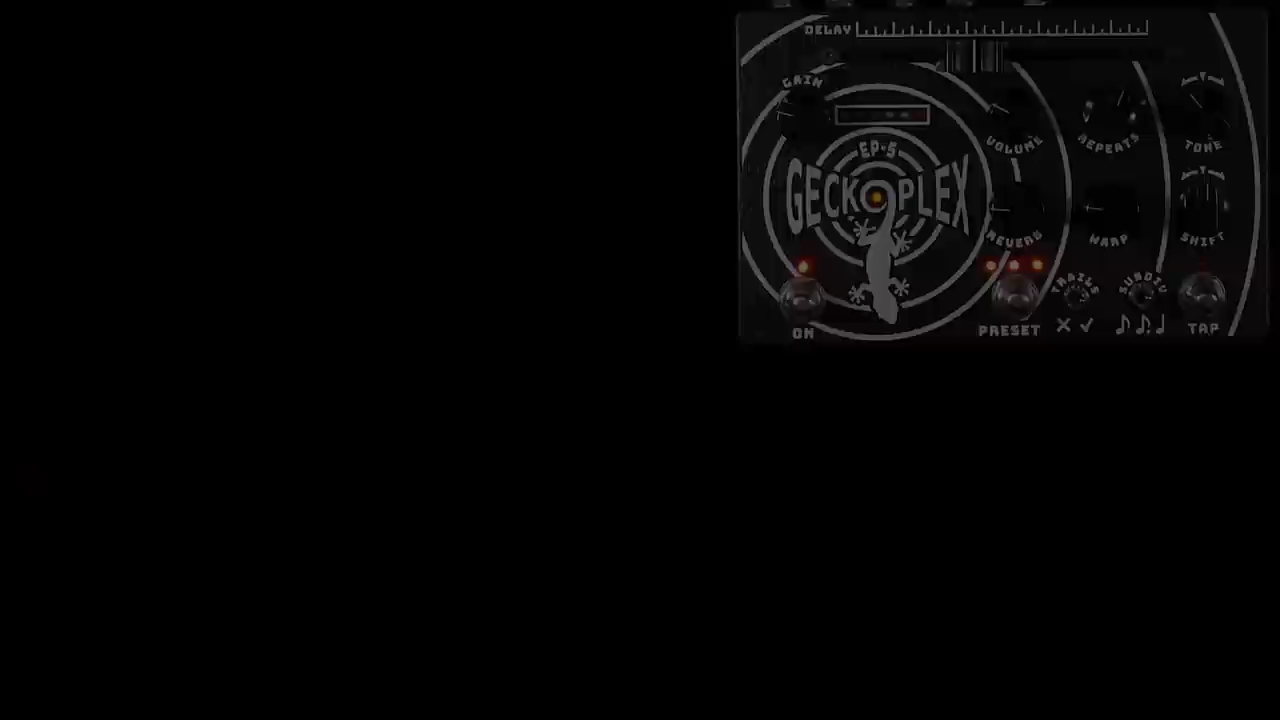 DELAY
GAIN
VOLUME
REPEATS
TONE
EP-5
GECKOPLEX
REVERB
WARP
SHIFT
TRAILS
SUBDIV
ON
PRESET
TAP